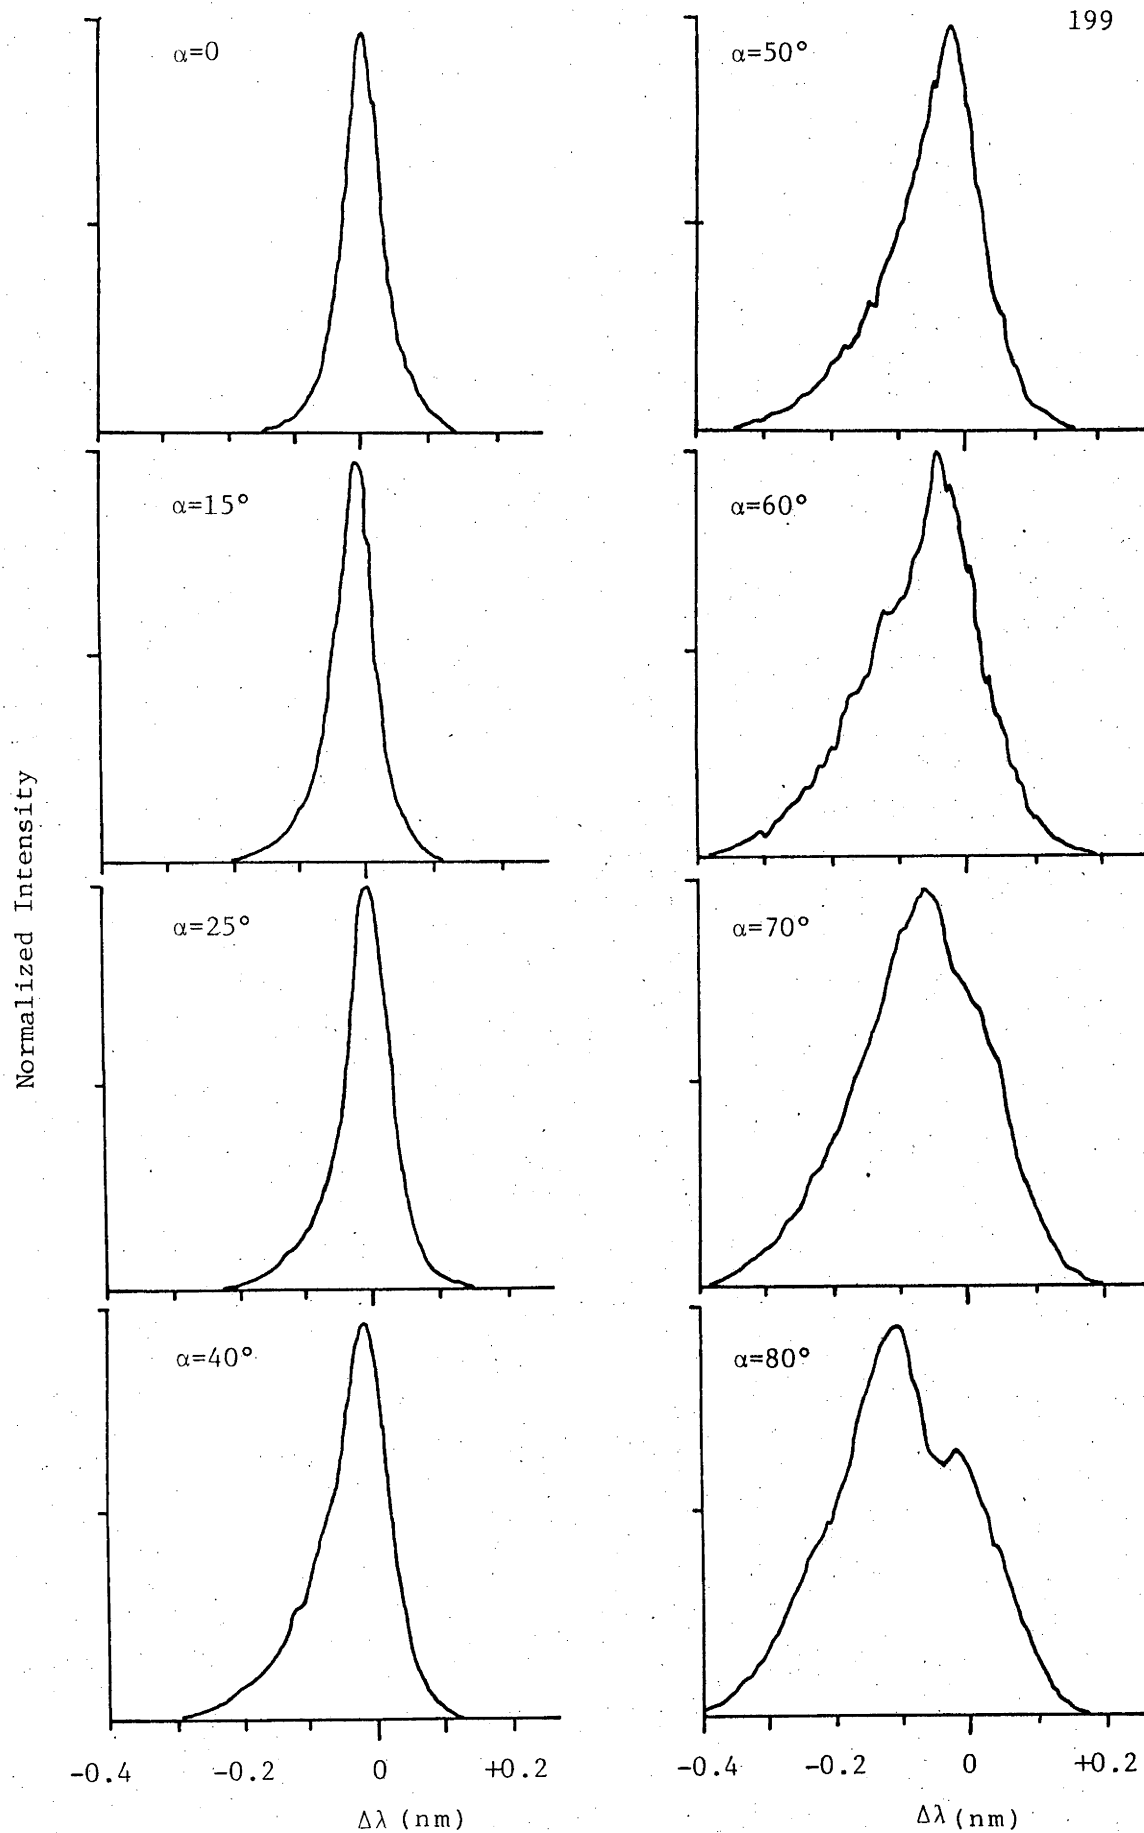 199
α=0
α=50°
α=15°
α=60°
Normalized Intensity
α=25°
α=70°
α=40°
α=80°
-0.4 -0.2 0 +0.2
-0.4 -0.2 0 +0.2
Δλ (nm)
Δλ (nm)